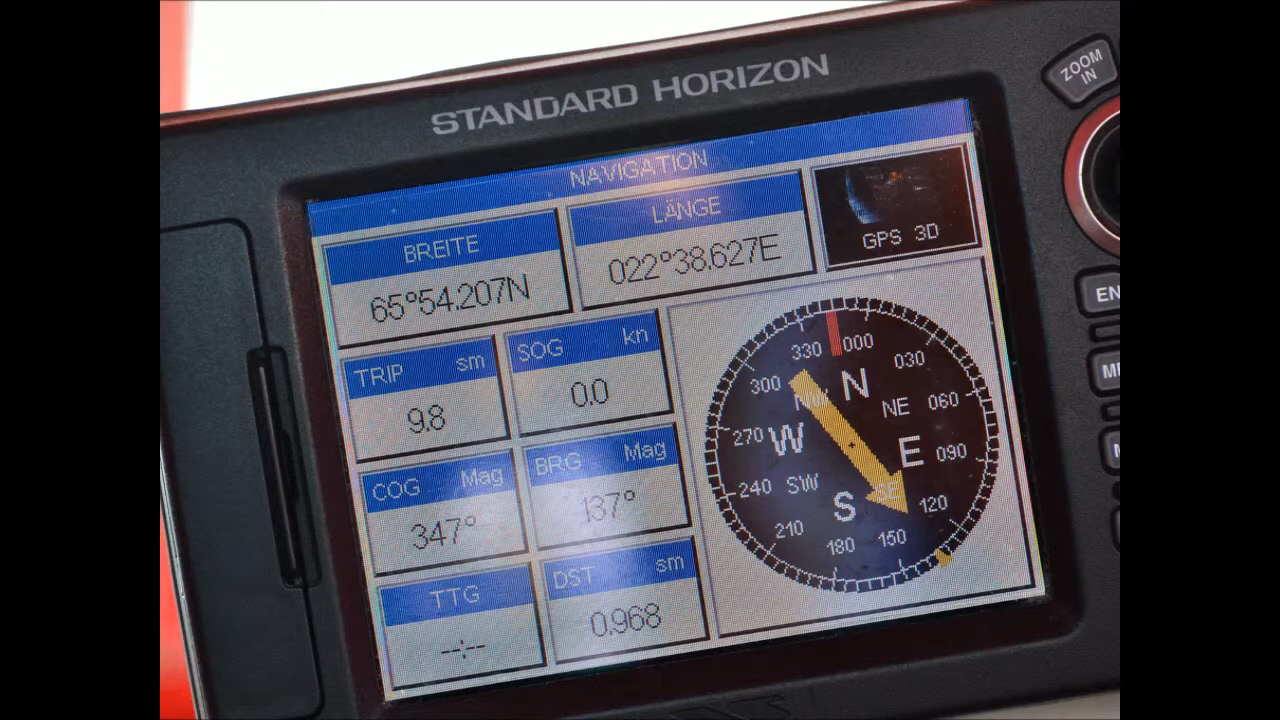 STANDARD HORIZON
ZOOM IN
NAVIGATION
BREITE
65°54.207N
LÄNGE
022°38.627E
GPS 3D
TRIP sm
9.8
SOG kn
0.0
COG Mag
347°
BRG Mag
137°
TTG
--:--
DST sm
0.968
000
030
060
090
120
150
180
210
240
270
300
330
N
NE
E
SE
S
SW
W
NW
EN